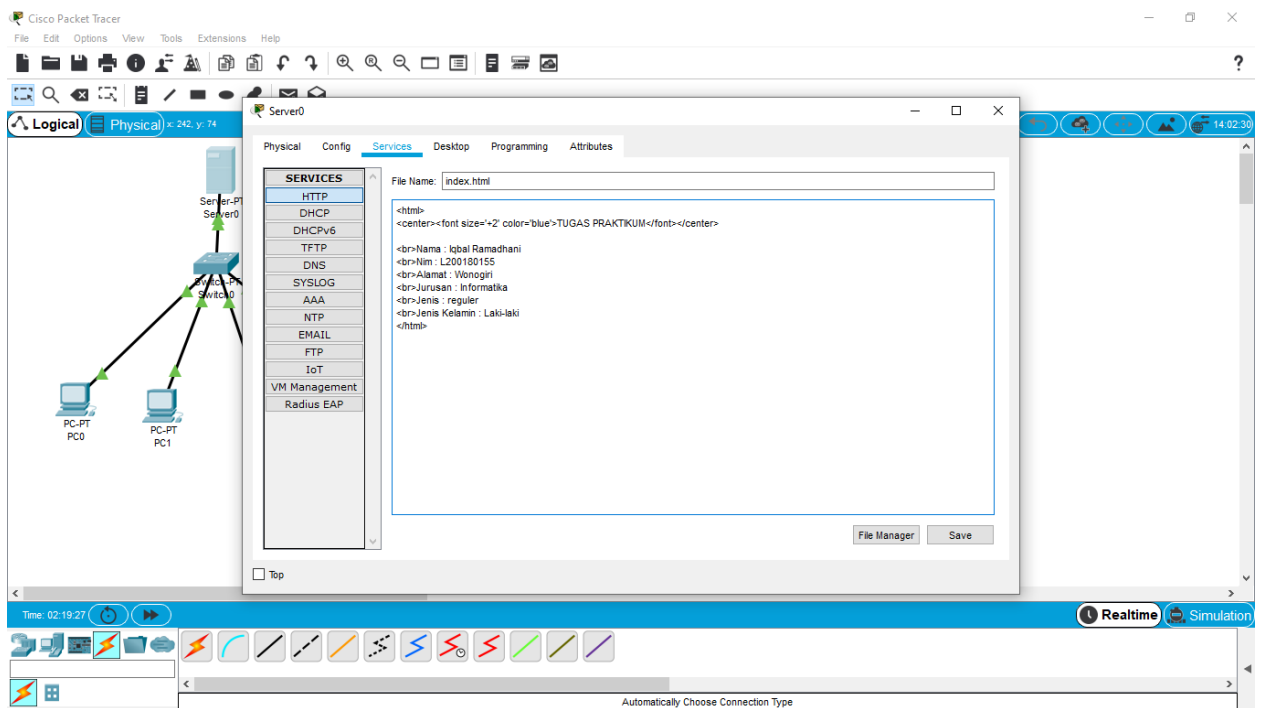 Cisco Packet Tracer
File Edit Options View Tools Extensions Help
?
Logical
Physical
x: 242, y: 74
14:02:30
Server0
Physical Config Services Desktop Programming Attributes
SERVICES
HTTP
DHCP
DHCPv6
TFTP
DNS
SYSLOG
AAA
NTP
EMAIL
FTP
IoT
VM Management
Radius EAP
File Name: index.html
<html>
<center><font size='+2' color='blue'>TUGAS PRAKTIKUM</font></center>
<br>Nama : Iqbal Ramadhani
<br>Nim : L200180155
<br>Alamat : Wonogiri
<br>Jurusan : Informatika
<br>Jenis : reguler
<br>Jenis Kelamin : Laki-laki
</html>
File Manager Save
Top
Server-PT
Server0
Switch-PT
Switch0
PC-PT
PC0
PC-PT
PC1
Time: 02:19:27
Realtime
Simulation
Automatically Choose Connection Type